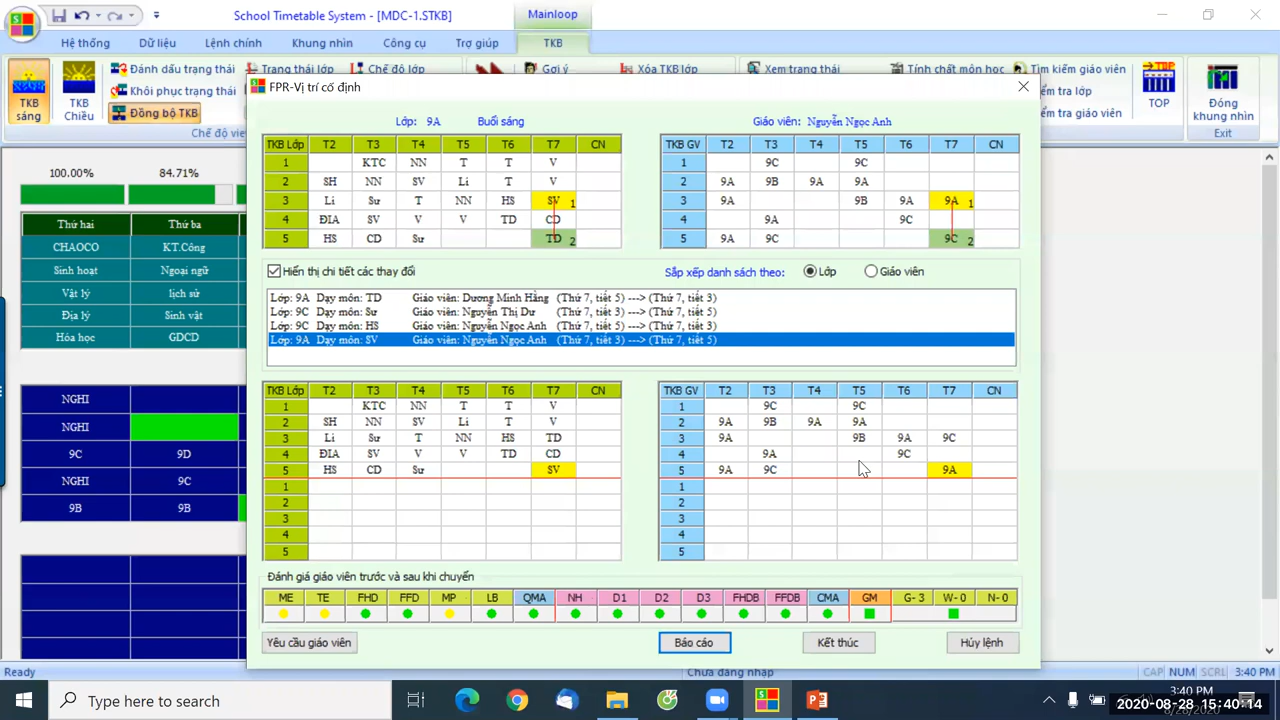 School Timetable System - [MDC-1.STKB]
Mainloop
Hệ thống Dữ liệu Lệnh chính Khung nhìn Công cụ Trợ giúp TKB
Đánh dấu trạng thái Trạng thái lớp Chế độ lớp Gợi ý Xóa TKB lớp Xem trạng thái Tính chất môn học Tìm kiếm giáo viên
Khôi phục trạng thái
TKB sáng
TKB Chiều
Đồng bộ TKB
TOP
Đóng khung nhìn
Exit
FPR-Vị trí cố định
Lớp: 9A Buổi sáng Giáo viên: Nguyễn Ngọc Anh
TKB Lớp T2 T3 T4 T5 T6 T7 CN
1 KTC NN T T V
2 SH NN SV Li T V
3 Li Sư T NN HS SV 1
4 ĐIA SV V V TD CD
5 HS CD Sư TD 2
TKB GV T2 T3 T4 T5 T6 T7 CN
1 9C 9C
2 9A 9B 9A 9A
3 9A 9B 9A 9A 1
4 9A 9C
5 9A 9C 9C 2
Hiển thị chi tiết các thay đổi Sắp xếp danh sách theo: Lớp Giáo viên
Lớp: 9A Dạy môn: TD Giáo viên: Dương Minh Hằng (Thứ 7, tiết 5) ---> (Thứ 7, tiết 3)
Lớp: 9C Dạy môn: Sư Giáo viên: Nguyễn Thị Dư (Thứ 7, tiết 3) ---> (Thứ 7, tiết 5)
Lớp: 9C Dạy môn: HS Giáo viên: Nguyễn Ngọc Anh (Thứ 7, tiết 5) ---> (Thứ 7, tiết 3)
Lớp: 9A Dạy môn: SV Giáo viên: Nguyễn Ngọc Anh (Thứ 7, tiết 3) ---> (Thứ 7, tiết 5)
TKB Lớp T2 T3 T4 T5 T6 T7 CN
1 KTC NN T T V
2 SH NN SV Li T V
3 Li Sư T NN HS TD
4 ĐIA SV V V TD CD
5 HS CD Sư SV
1
2
3
4
5
TKB GV T2 T3 T4 T5 T6 T7 CN
1 9C 9C
2 9A 9B 9A 9A
3 9A 9B 9A 9C
4 9A 9C
5 9A 9C 9A
1
2
3
4
5
Đánh giá giáo viên trước và sau khi chuyển
ME TE FHD FFD MP LB QMA NH D1 D2 D3 FHDB FFDB CMA GM G- 3 W- 0 N- 0
Yêu cầu giáo viên Báo cáo Kết thúc Hủy lệnh
100.00% 84.71%
Thứ hai Thứ ba
CHAOCO KT.Công
Sinh hoạt Ngoại ngữ
Vật lý lịch sử
Địa lý Sinh vật
Hóa học GDCD
NGHI
NGHI
9C 9D
NGHI 9C
9B 9B
Ready Chưa đăng nhập CAP NUM SCRL 3:40 PM
Type here to search
3:40 PM
2020-08-28 15:40:14